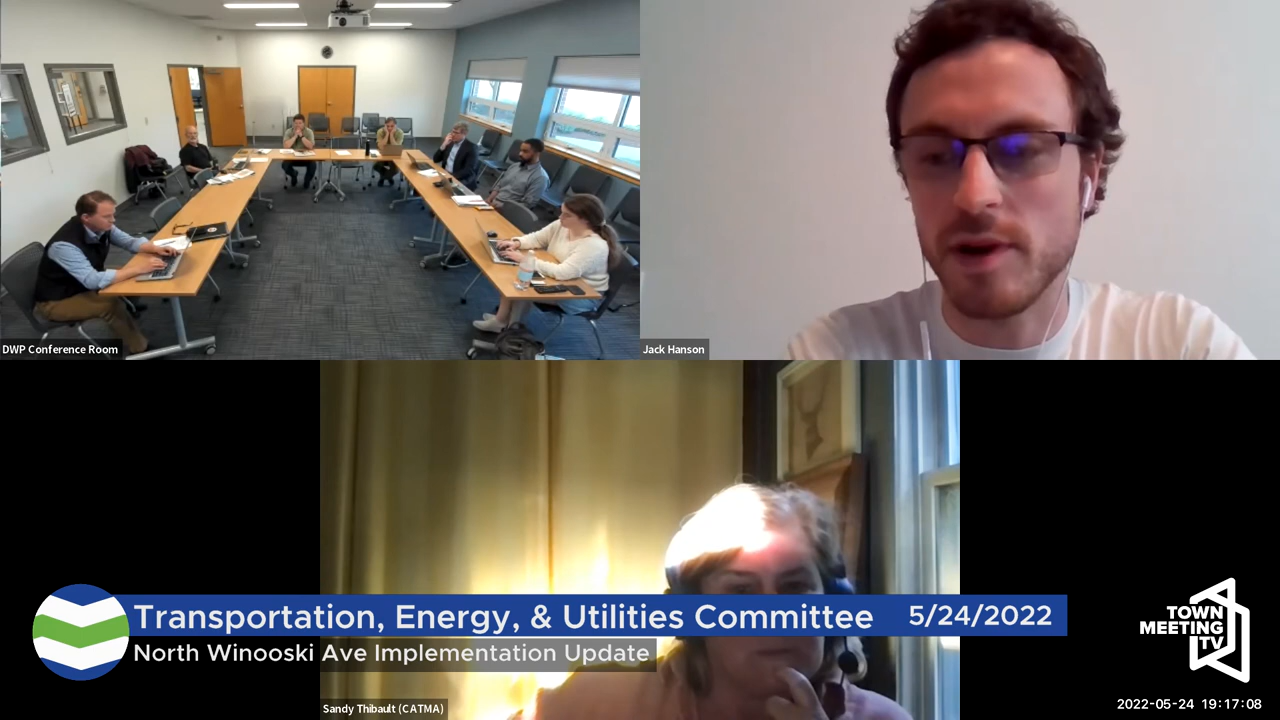 DWP Conference Room
Jack Hanson
Transportation, Energy, & Utilities Committee 5/24/2022
North Winooski Ave Implementation Update
Sandy Thibault (CATMA)
TOWN
MEETING
TV
2022-05-24 19:17:08